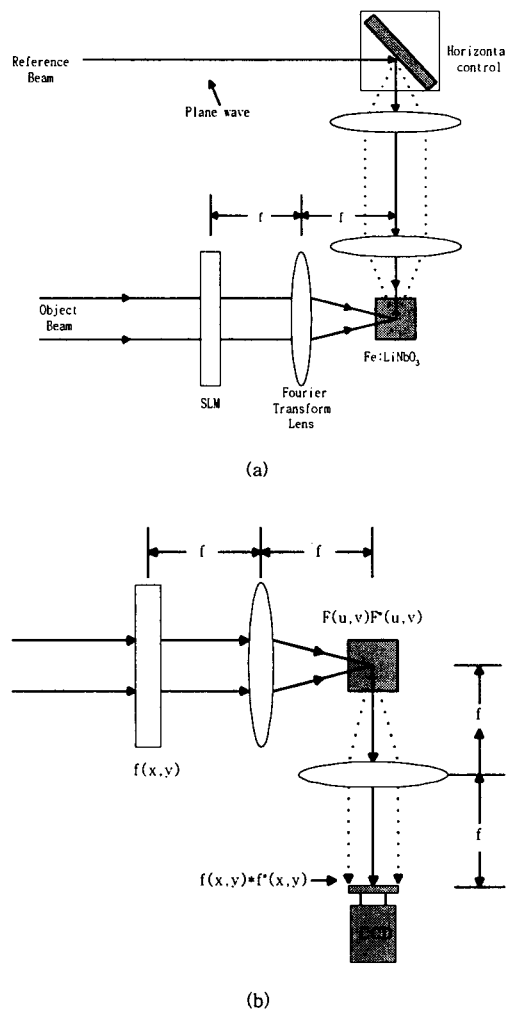 Reference
Beam
Plane wave
Horizonta
control
f
f
Object
Beam
SLM
Fourier
Transform
Lens
Fe:LiNbO₃
(a)
f
f
F(u,v)F*(u,v)
f(x,y)
f
f
f(x,y)*f*(x,y)
CCD
(b)